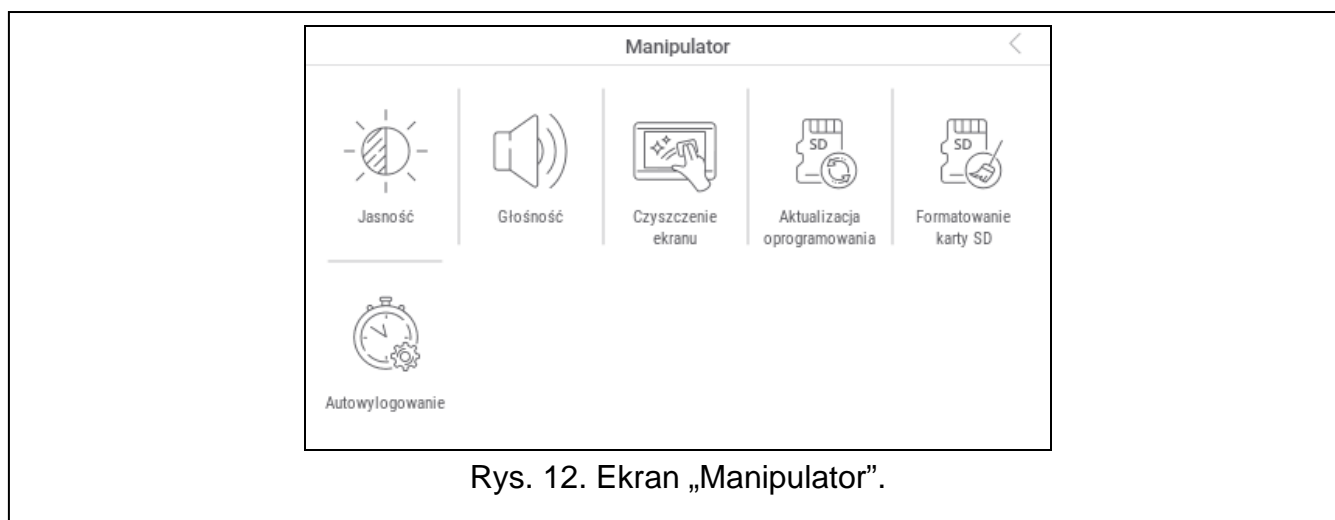 Manipulator
SD
SD
Jasność
Głośność
Czyszczenie
ekranu
Aktualizacja
oprogramowania
Formatowanie
karty SD
Autowylogowanie
Rys. 12. Ekran „Manipulator”.